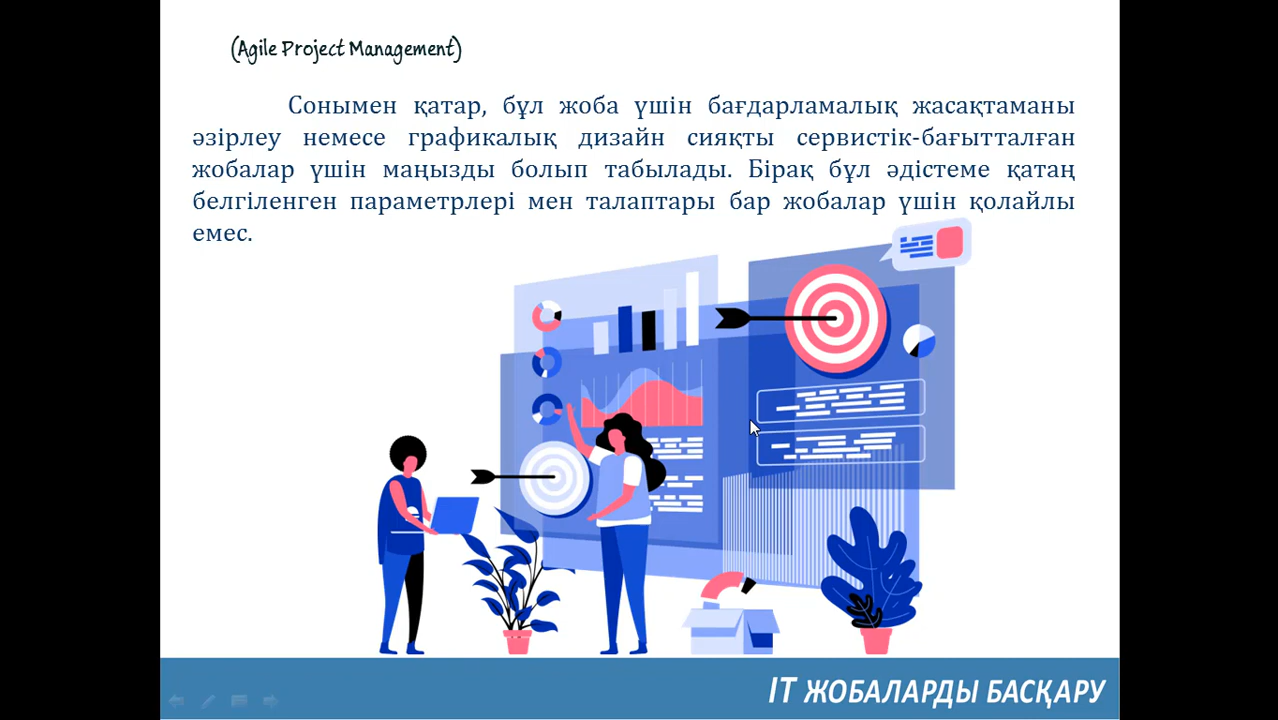 (Agile Project Management)
Сонымен қатар, бұл жоба үшін бағдарламалық жасақтаманы
әзірлеу немесе графикалық дизайн сияқты сервистік-бағытталған
жобалар үшін маңызды болып табылады. Бірақ бұл әдістеме қатаң
белгіленген параметрлері мен талаптары бар жобалар үшін қолайлы
емес.
IT ЖОБАЛАРДЫ БАСҚАРУ